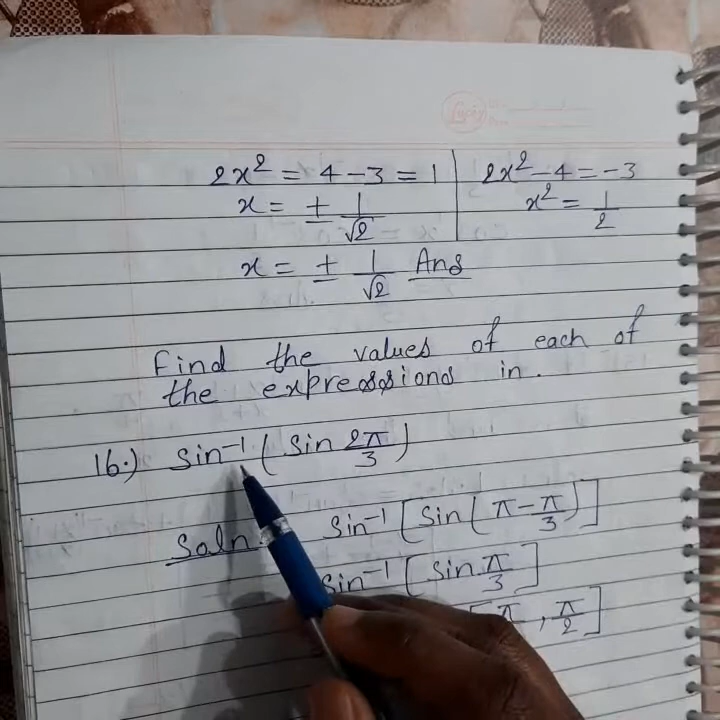 2x² = 4 - 3 = 1 | 2x² - 4 = -3
x = ± 1/√2 | x² = 1/2
x = ± 1/√2 Ans
Find the values of each of
the expressions in.
16.) sin⁻¹ (sin 2π/3)
Soln sin⁻¹ [sin (π - π/3)]
sin⁻¹ [sin π/3]
π/2]